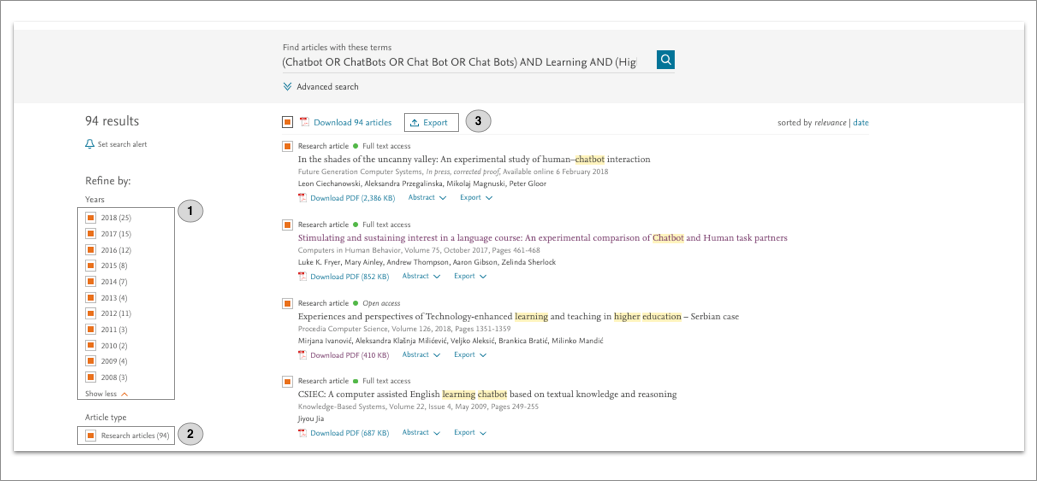 Find articles with these terms
(Chatbot OR ChatBots OR Chat Bot OR Chat Bots) AND Learning AND (Hig
Advanced search
94 results
Set search alert
Refine by:
Years
2018 (25)
2017 (15)
2016 (12)
2015 (8)
2014 (7)
2013 (4)
2012 (11)
2011 (3)
2010 (2)
2009 (4)
2008 (3)
Show less
1
Article type
Research articles (94)
2
Download 94 articles
Export
3
sorted by relevance | date
Research article Full text access
In the shades of the uncanny valley: An experimental study of human–chatbot interaction
Future Generation Computer Systems, In press, corrected proof, Available online 6 February 2018
Leon Ciechanowski, Aleksandra Przegalinska, Mikolaj Magnuski, Peter Gloor
Download PDF (2,386 KB) Abstract Export
Research article Full text access
Stimulating and sustaining interest in a language course: An experimental comparison of Chatbot and Human task partners
Computers in Human Behavior, Volume 75, October 2017, Pages 461-468
Luke K. Fryer, Mary Ainley, Andrew Thompson, Aaron Gibson, Zelinda Sherlock
Download PDF (852 KB) Abstract Export
Research article Open access
Experiences and perspectives of Technology-enhanced learning and teaching in higher education – Serbian case
Procedia Computer Science, Volume 126, 2018, Pages 1351-1359
Mirjana Ivanović, Aleksandra Klašnja Milićević, Veljko Aleksić, Brankica Bratić, Milinko Mandić
Download PDF (410 KB) Abstract Export
Research article Full text access
CSIEC: A computer assisted English learning chatbot based on textual knowledge and reasoning
Knowledge-Based Systems, Volume 22, Issue 4, May 2009, Pages 249-255
Jiyou Jia
Download PDF (687 KB) Abstract Export